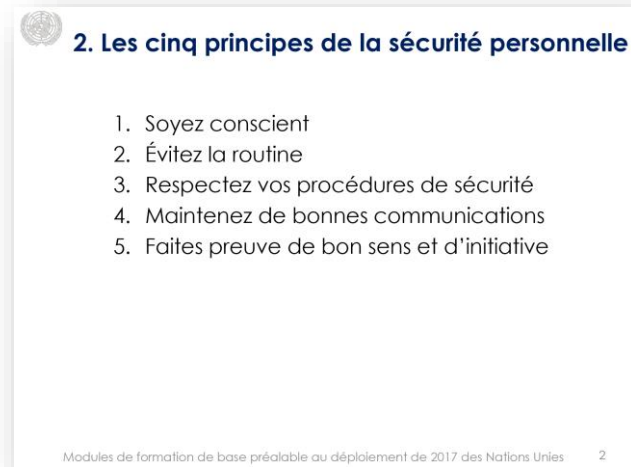 2. Les cinq principes de la sécurité personnelle
1. Soyez conscient
2. Évitez la routine
3. Respectez vos procédures de sécurité
4. Maintenez de bonnes communications
5. Faites preuve de bon sens et d’initiative
Modules de formation de base préalable au déploiement de 2017 des Nations Unies 2